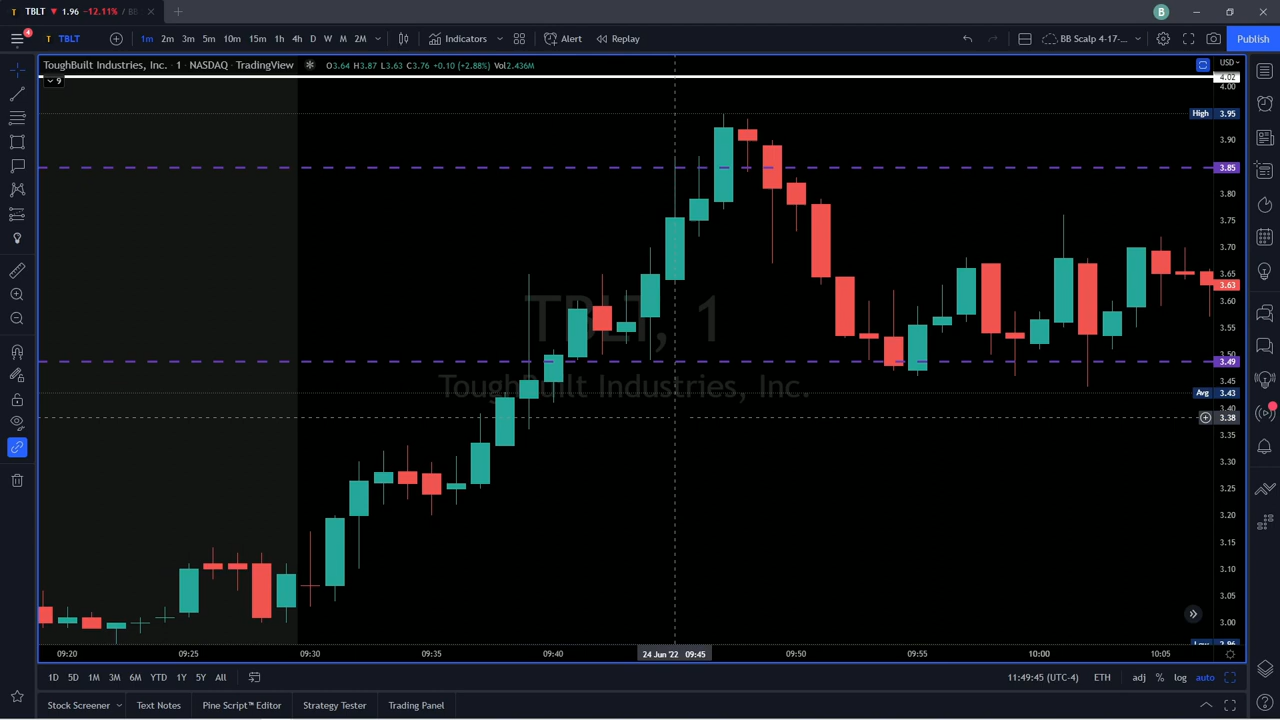 TBLT ▼ 1.96 −12.11% / BB
B
4
T TBLT 1m 2m 3m 5m 10m 15m 1h 4h D W M 2M Indicators Alert Replay BB Scalp 4-17-... Publish
ToughBuilt Industries, Inc. · 1 · NASDAQ · TradingView O3.64 H3.87 L3.63 C3.76 +0.10 (+2.88%) Vol2.436M
9
USD
4.02
4.00
High 3.95
3.90
3.85
3.80
3.75
3.70
3.65
3.63
3.60
3.55
3.50
3.49
3.45
Avg 3.43
3.40
3.38
3.35
3.30
3.25
3.20
3.15
3.10
3.05
3.00
Low 2.96
TBLT, 1
ToughBuilt Industries, Inc.
09:20 09:25 09:30 09:35 09:40 24 Jun '22 09:45 09:50 09:55 10:00 10:05
1D 5D 1M 3M 6M YTD 1Y 5Y All 11:49:45 (UTC-4) ETH adj % log auto
Stock Screener Text Notes Pine Script™ Editor Strategy Tester Trading Panel